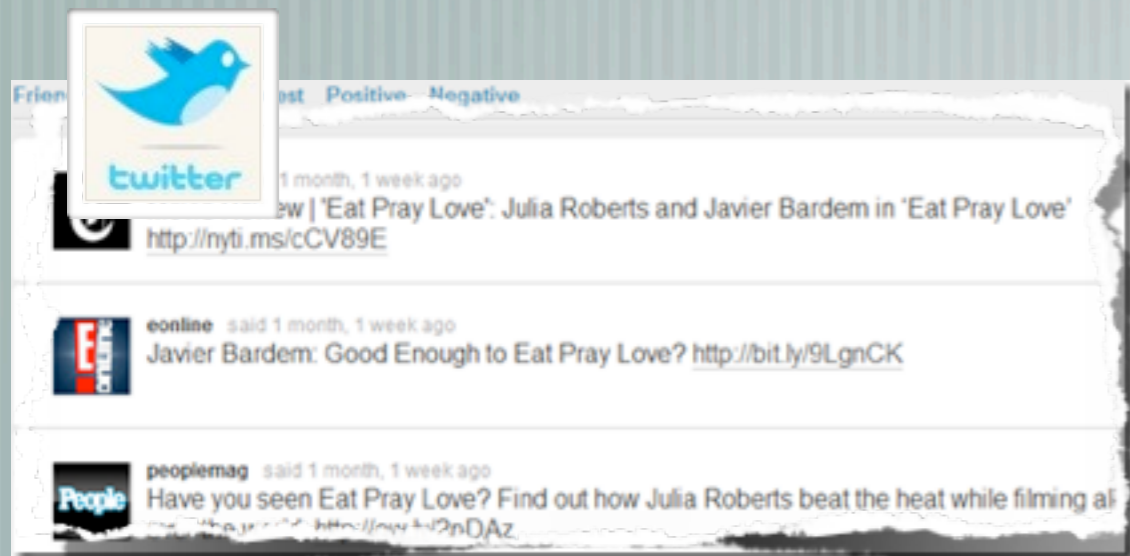 twitter
Positive Negative
1 month, 1 week ago
ew | 'Eat Pray Love': Julia Roberts and Javier Bardem in 'Eat Pray Love'
http://nyti.ms/cCV89E
eonline said 1 month, 1 week ago
Javier Bardem: Good Enough to Eat Pray Love? http://bit.ly/9LgnCK
E! online
peoplemag said 1 month, 1 week ago
People
Have you seen Eat Pray Love? Find out how Julia Roberts beat the heat while filming al